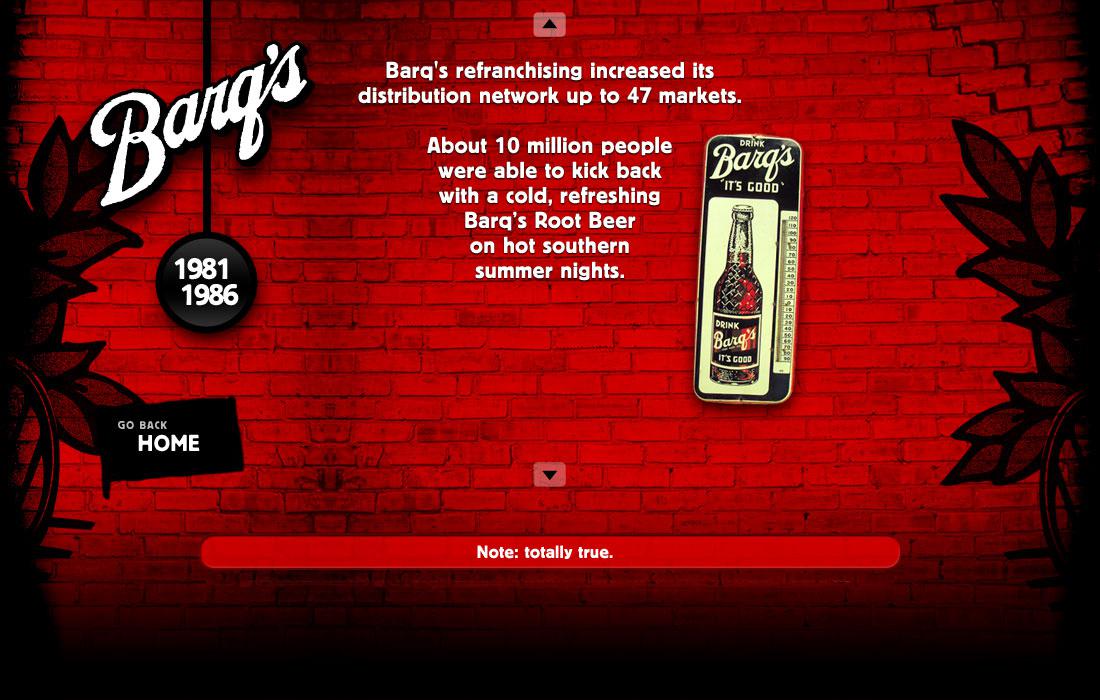 Barq's
Barq's refranchising increased its
distribution network up to 47 markets.
About 10 million people
were able to kick back
with a cold, refreshing
Barq's Root Beer
on hot southern
summer nights.
DRINK
Barq's
"IT'S GOOD"
DRINK
Barq's
IT'S GOOD
1981
1986
GO BACK
HOME
Note: totally true.